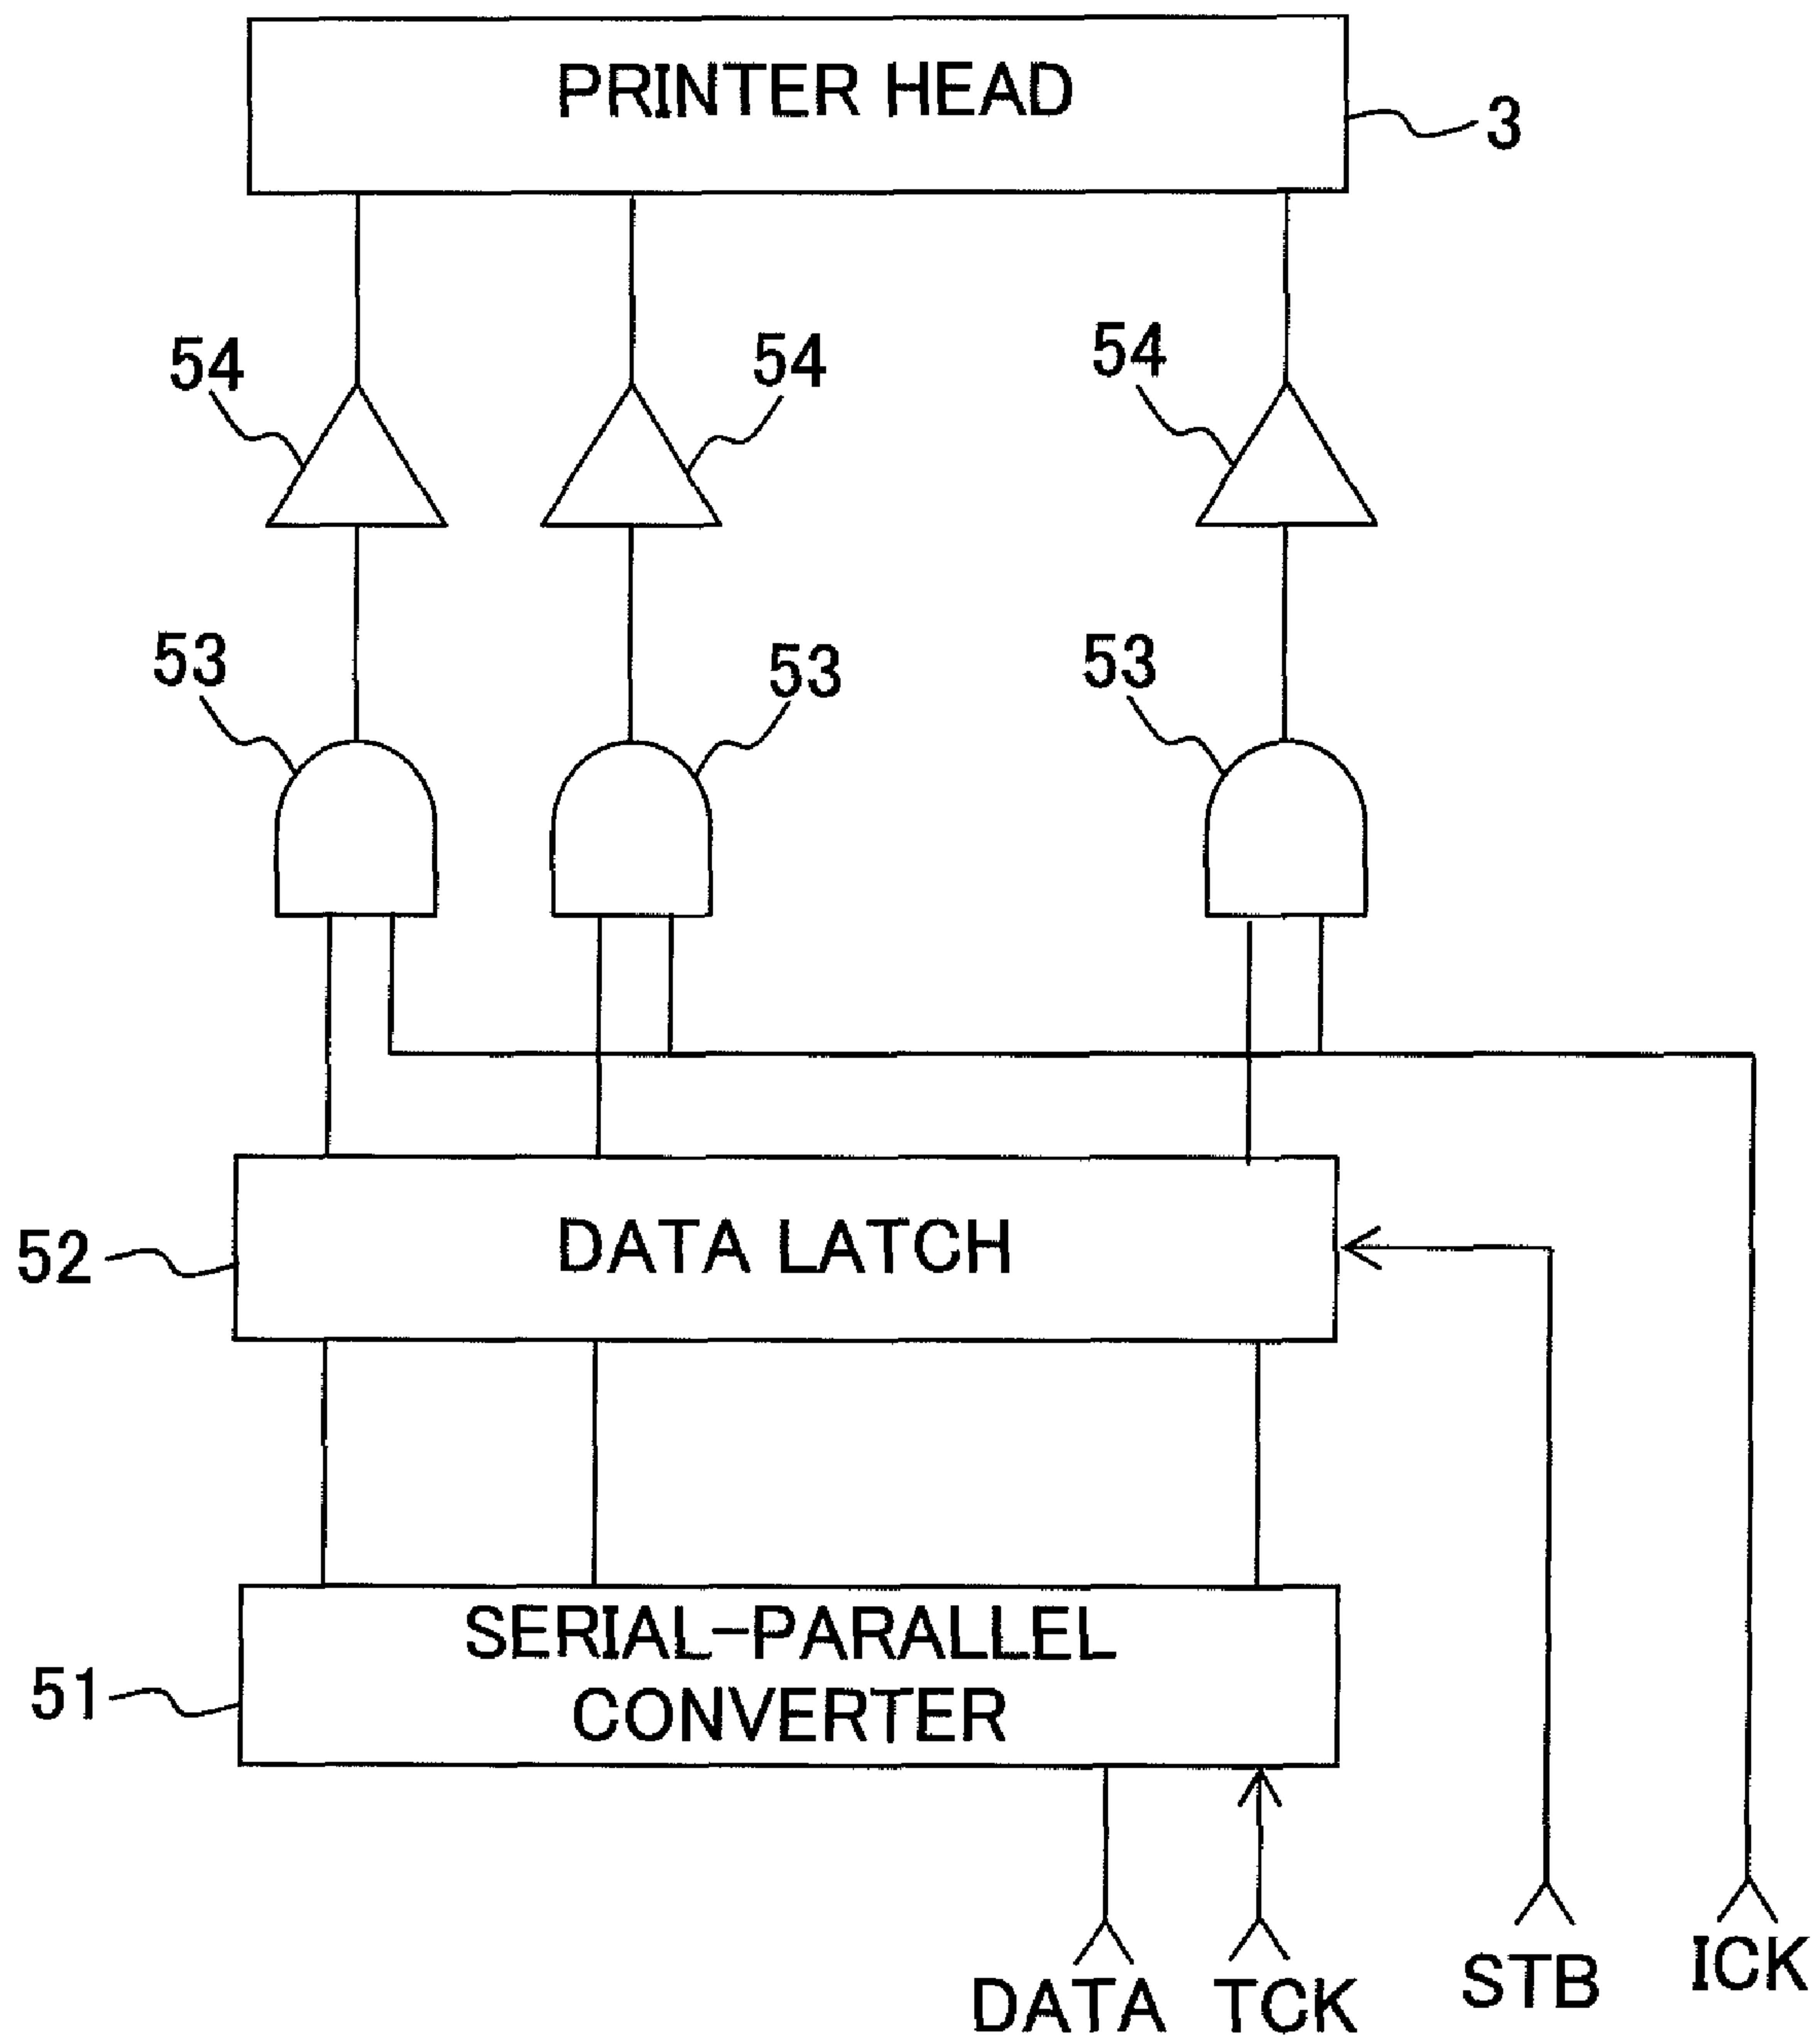 PRINTER HEAD
3
54
54
54
53
53
53
DATA LATCH
52
SERIAL-PARALLEL
CONVERTER
51
DATA
TCK
STB
ICK